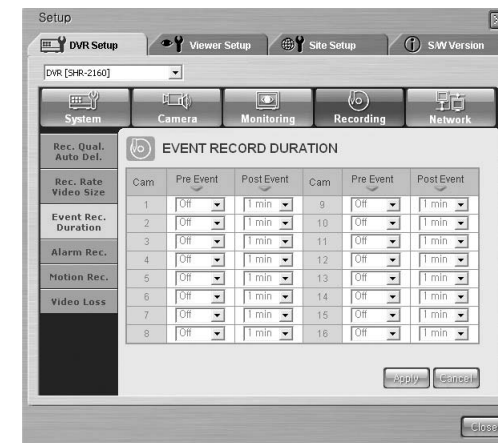 Setup
DVR Setup Viewer Setup Site Setup S/W Version
DVR [SHR-2160]
System Camera Monitoring Recording Network
Rec. Qual.
Auto Del.
Rec. Rate
Video Size
Event Rec.
Duration
Alarm Rec.
Motion Rec.
Video Loss
EVENT RECORD DURATION
Cam Pre Event Post Event Cam Pre Event Post Event
1 Off 1 min 9 Off 1 min
2 Off 1 min 10 Off 1 min
3 Off 1 min 11 Off 1 min
4 Off 1 min 12 Off 1 min
5 Off 1 min 13 Off 1 min
6 Off 1 min 14 Off 1 min
7 Off 1 min 15 Off 1 min
8 Off 1 min 16 Off 1 min
Apply Cancel
Close